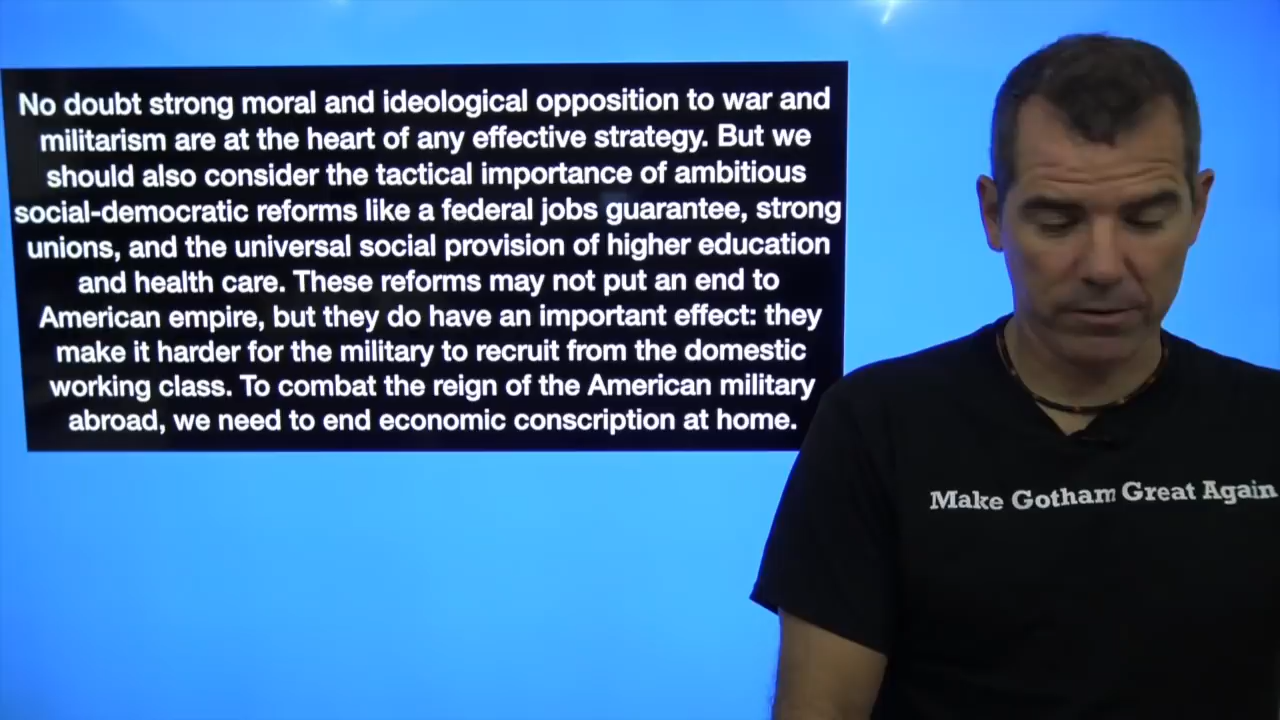 No doubt strong moral and ideological opposition to war and
militarism are at the heart of any effective strategy. But we
should also consider the tactical importance of ambitious
social-democratic reforms like a federal jobs guarantee, strong
unions, and the universal social provision of higher education
and health care. These reforms may not put an end to
American empire, but they do have an important effect: they
make it harder for the military to recruit from the domestic
working class. To combat the reign of the American military
abroad, we need to end economic conscription at home.
Make Gotham Great Again